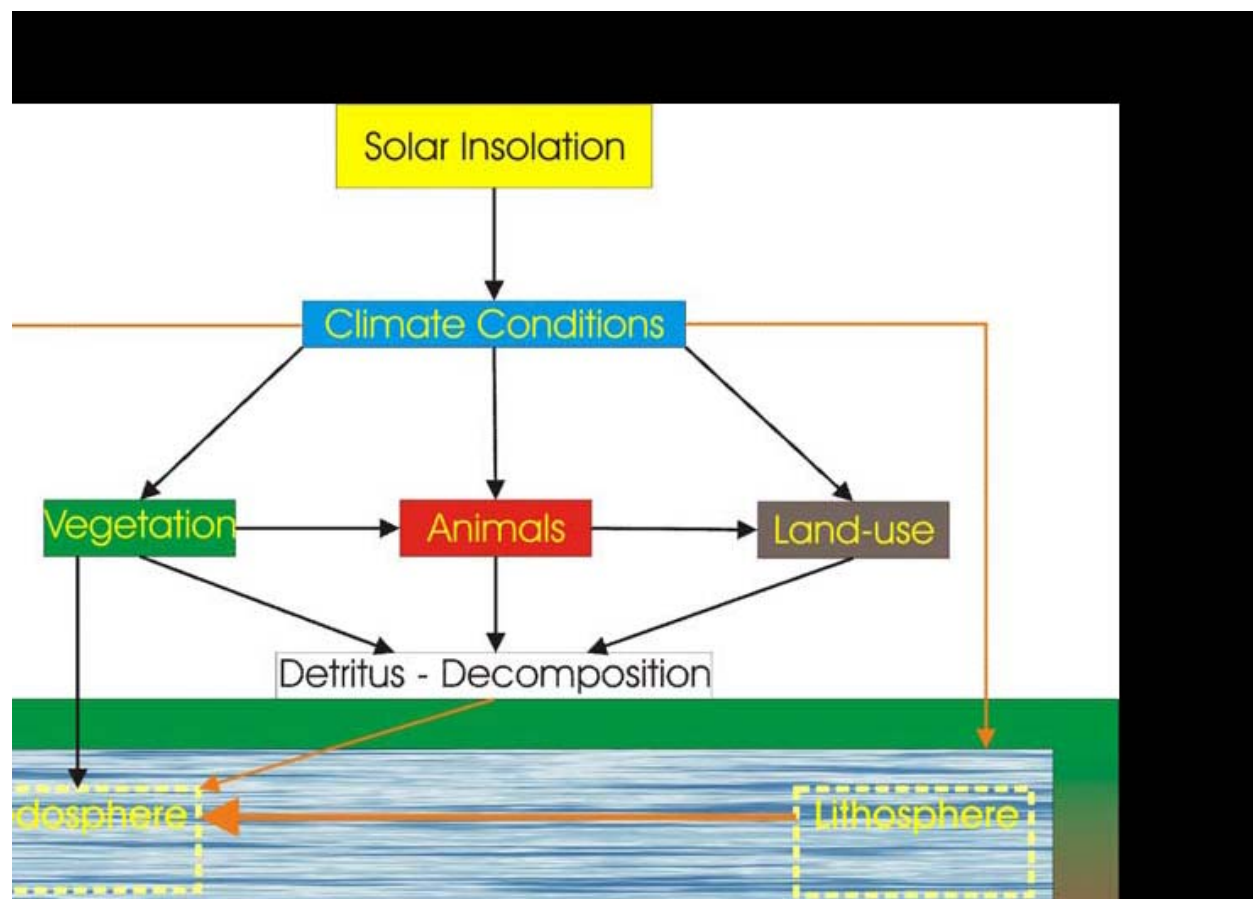 Solar Insolation
Climate Conditions
Vegetation
Animals
Land-use
Detritus - Decomposition
dosphere
Lithosphere